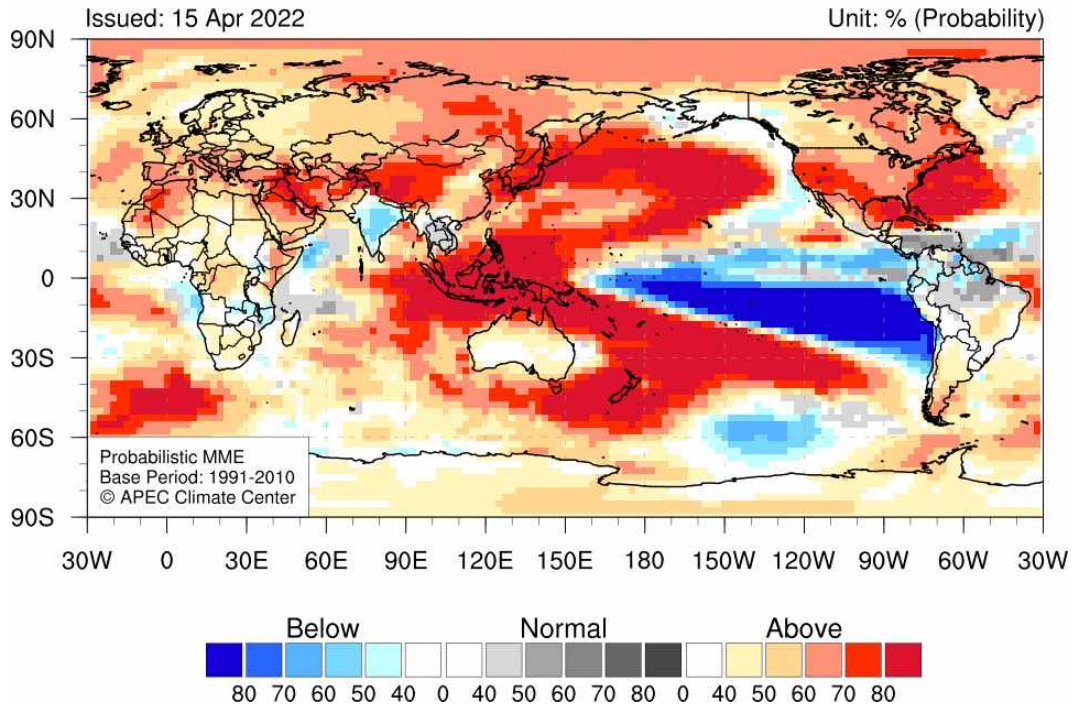 Issued: 15 Apr 2022 Unit: % (Probability)
90N
60N
30N
0
30S
60S
90S
Probabilistic MME
Base Period: 1991-2010
© APEC Climate Center
30W 0 30E 60E 90E 120E 150E 180 150W 120W 90W 60W 30W
Below Normal Above
80 70 60 50 40 0 40 50 60 70 80 0 40 50 60 70 80